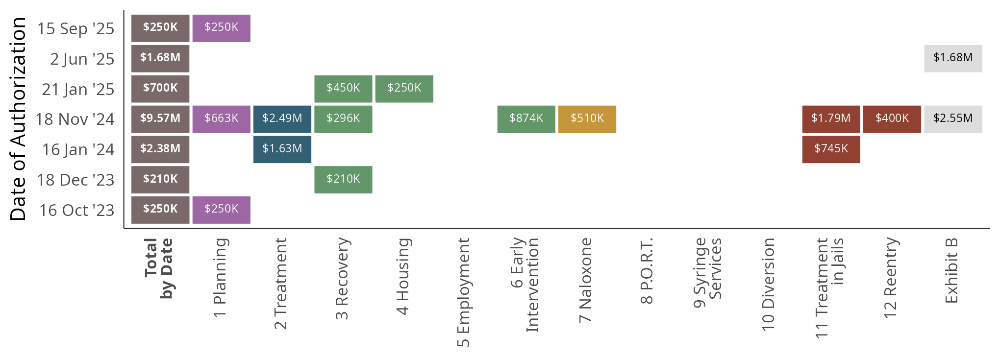 Date of Authorization
15 Sep '25 $250K $250K
2 Jun '25 $1.68M $1.68M
21 Jan '25 $700K $450K $250K
18 Nov '24 $9.57M $663K $2.49M $296K $874K $510K $1.79M $400K $2.55M
16 Jan '24 $2.38M $1.63M $745K
18 Dec '23 $210K $210K
16 Oct '23 $250K $250K
Total
by Date
1 Planning
2 Treatment
3 Recovery
4 Housing
5 Employment
6 Early
Intervention
7 Naloxone
8 P.O.R.T.
9 Syringe
Services
10 Diversion
11 Treatment
in Jails
12 Reentry
Exhibit B